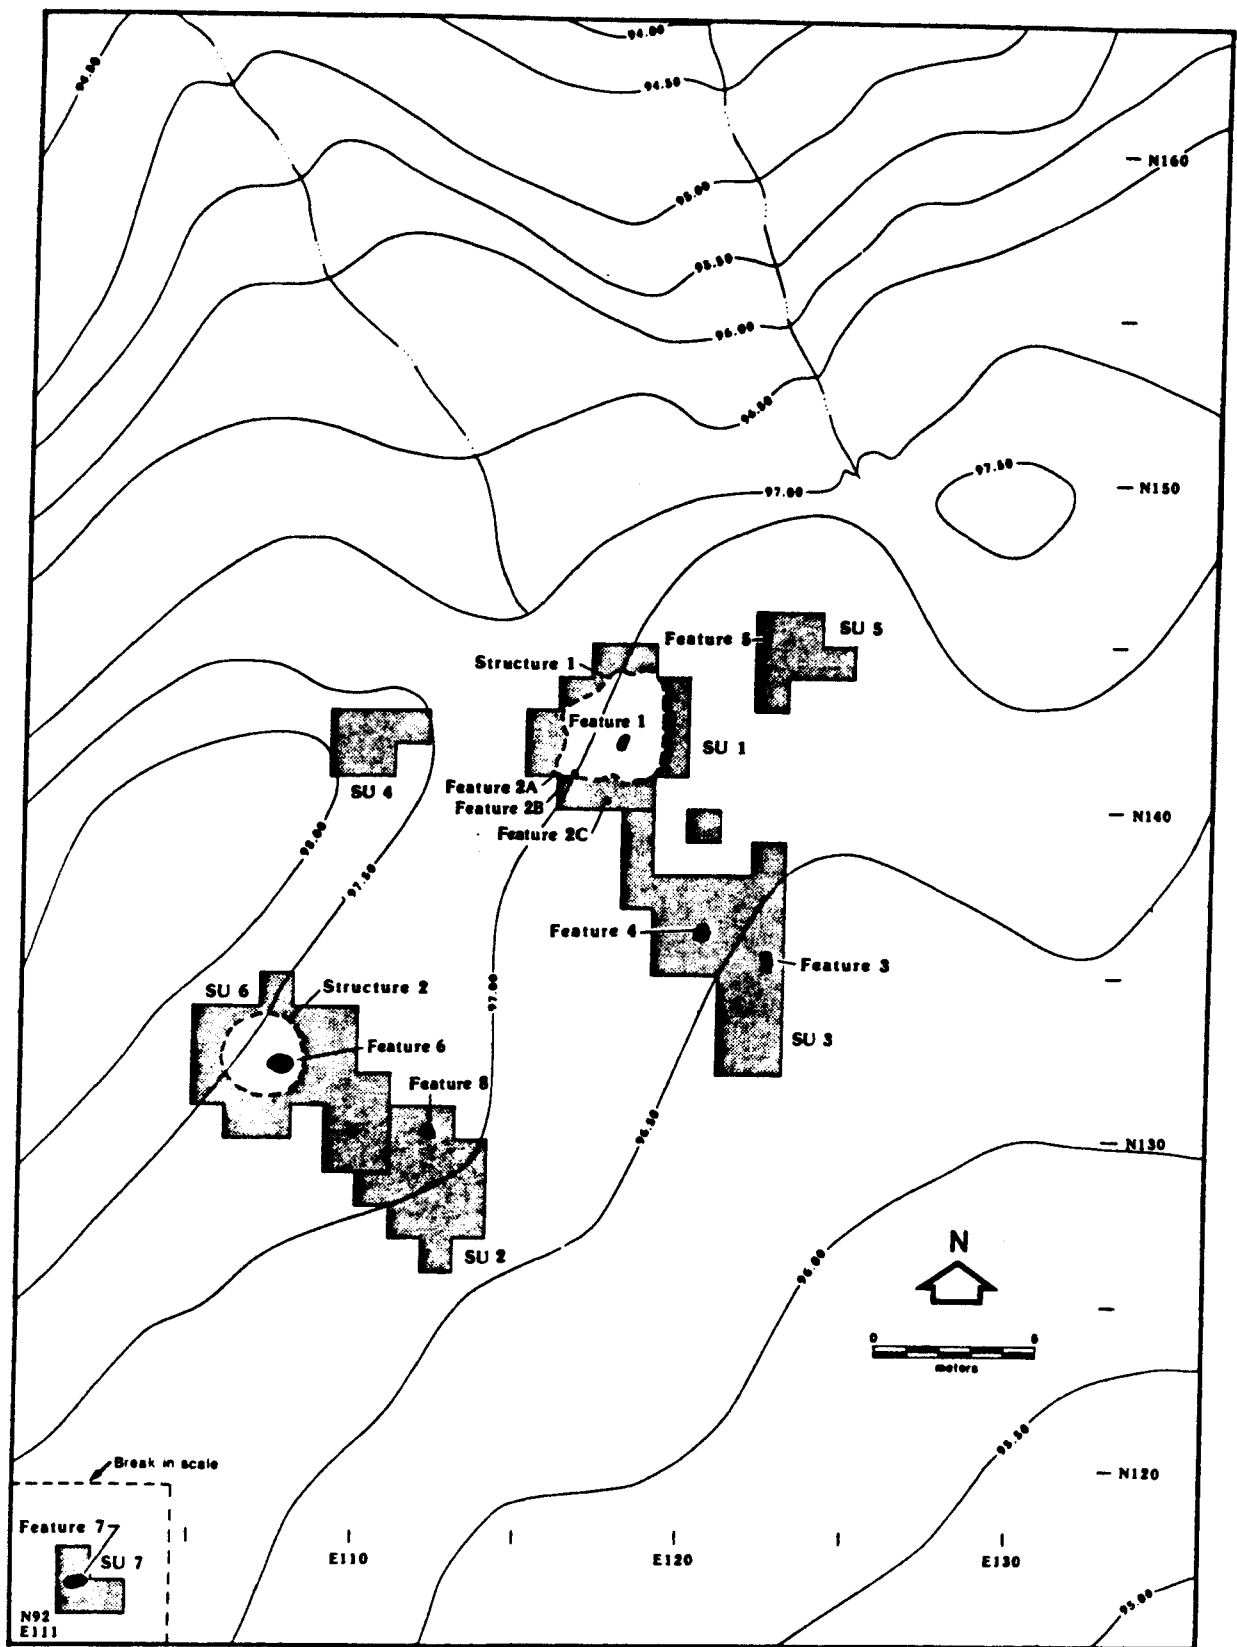 94.00
94.50
94.50
N160
95.00
95.50
96.00
96.50
97.50
97.00
N150
Feature 5
SU 5
Structure 1
Feature 1
SU 1
SU 4
Feature 2A
Feature 2B
Feature 2C
N140
98.00
97.50
Feature 4
Feature 3
SU 6
Structure 2
97.00
SU 3
Feature 6
Feature 8
96.50
N130
SU 2
N
96.00
0 5
meters
95.50
Break in scale
N120
Feature 7
SU 7
E110
E120
E130
N92
E111
95.00